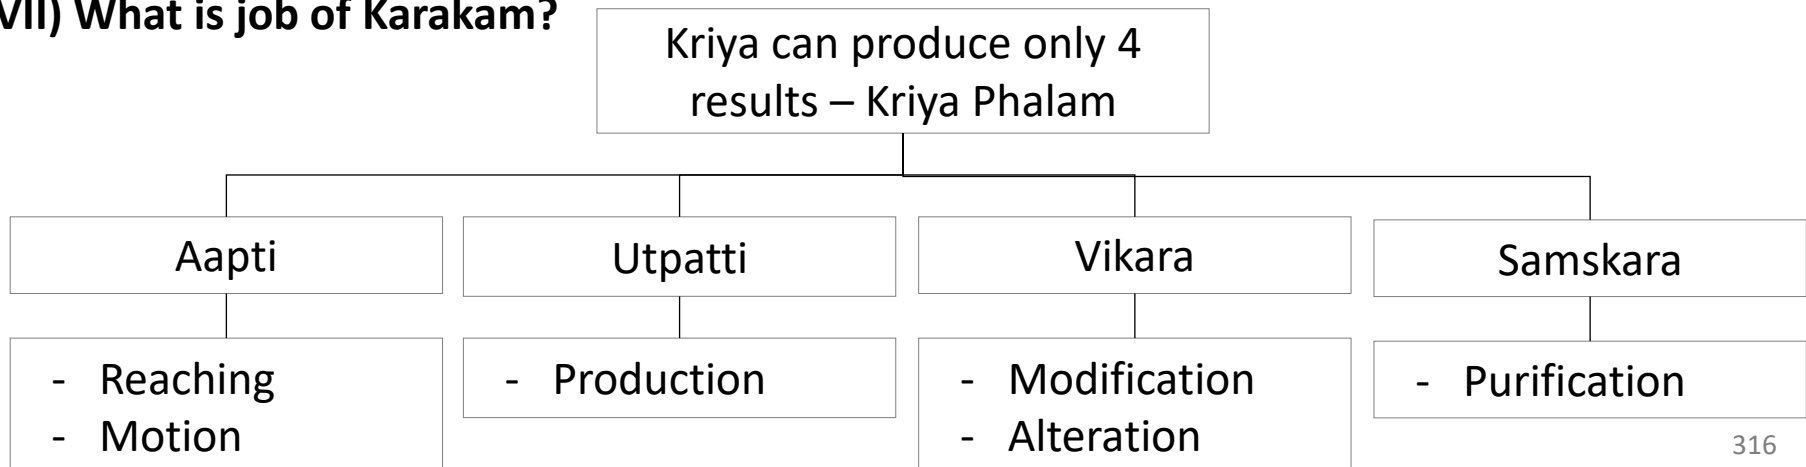 VII) What is job of Karakam?
Kriya can produce only 4
results – Kriya Phalam
Aapti
Utpatti
Vikara
Samskara
- Reaching
- Motion
- Production
- Modification
- Alteration
- Purification
316